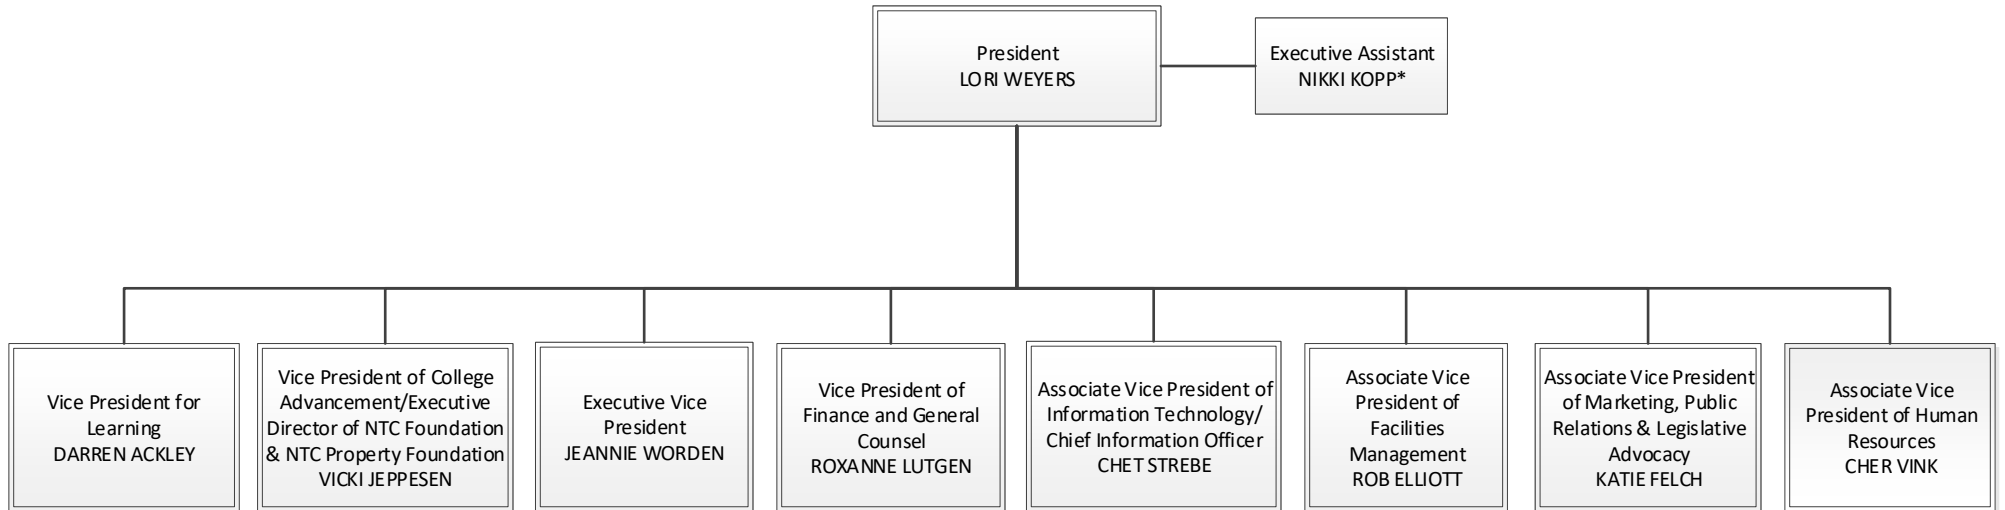 President
LORI WEYERS
Executive Assistant
NIKKI KOPP*
Vice President for
Learning
DARREN ACKLEY
Vice President of College
Advancement/Executive
Director of NTC Foundation
& NTC Property Foundation
VICKI JEPPESEN
Executive Vice
President
JEANNIE WORDEN
Vice President of
Finance and General
Counsel
ROXANNE LUTGEN
Associate Vice President of
Information Technology/
Chief Information Officer
CHET STREBE
Associate Vice
President of
Facilities
Management
ROB ELLIOTT
Associate Vice President
of Marketing, Public
Relations & Legislative
Advocacy
KATIE FELCH
Associate Vice
President of Human
Resources
CHER VINK